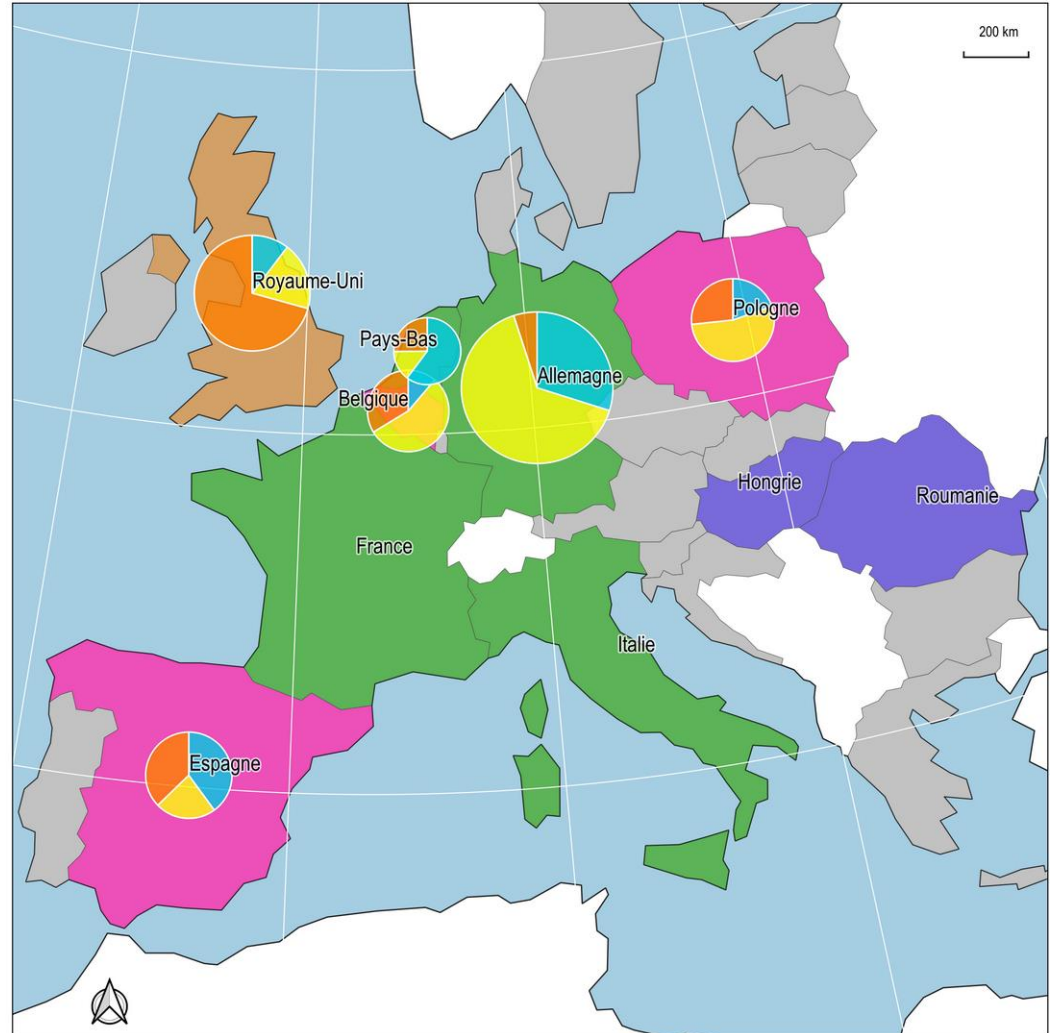 200 km
Royaume-Uni
Pologne
Pays-Bas
Allemagne
Belgique
Hongrie
Roumanie
France
Italie
Espagne